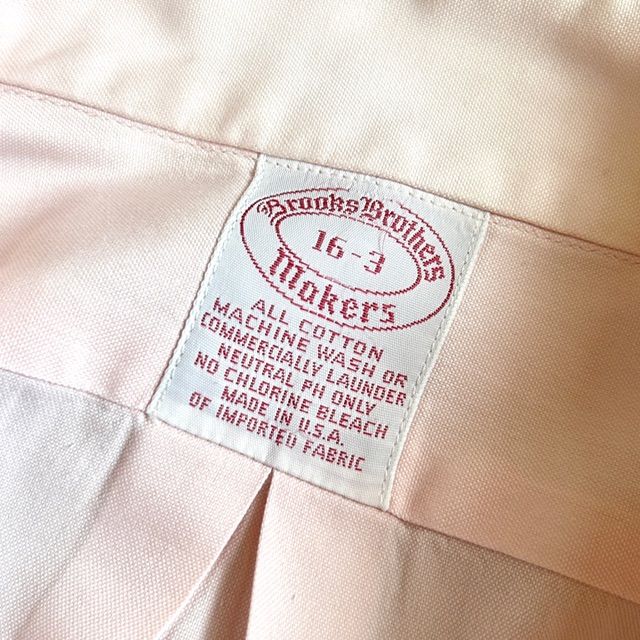 Brooks Brothers
16-3
Makers
ALL COTTON
MACHINE WASH OR
COMMERCIALLY LAUNDER
NEUTRAL PH ONLY
NO CHLORINE BLEACH
MADE IN U.S.A.
OF IMPORTED FABRIC